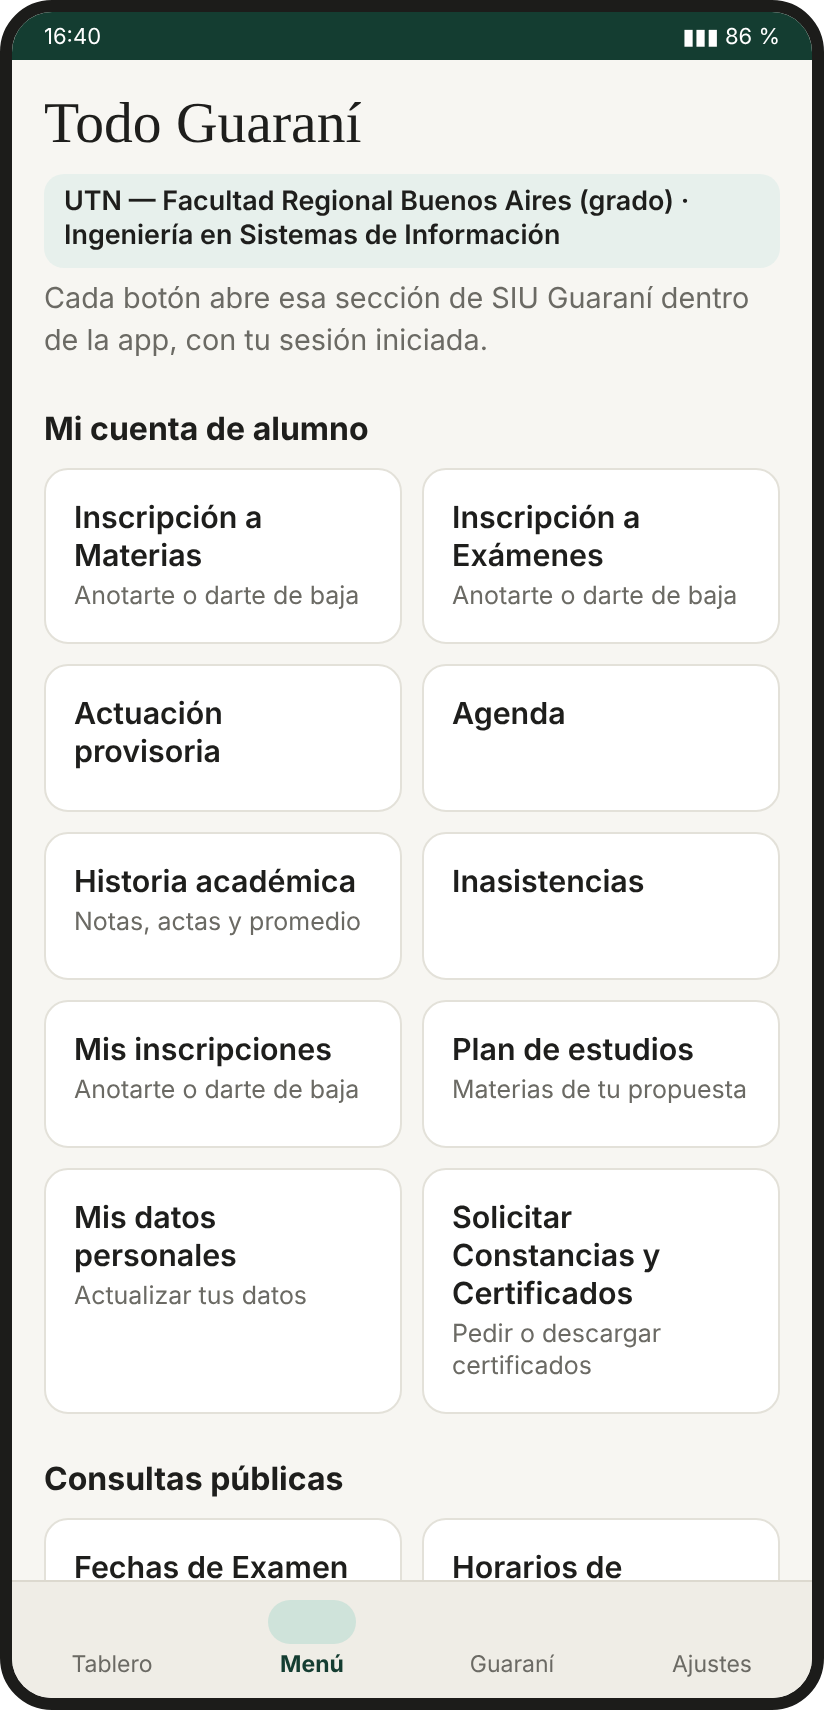 16:40
86 %
Todo Guaraní
UTN — Facultad Regional Buenos Aires (grado) ·
Ingeniería en Sistemas de Información
Cada botón abre esa sección de SIU Guaraní dentro
de la app, con tu sesión iniciada.
Mi cuenta de alumno
Inscripción a
Materias
Anotarte o darte de baja
Inscripción a
Exámenes
Anotarte o darte de baja
Actuación
provisoria
Agenda
Historia académica
Notas, actas y promedio
Inasistencias
Mis inscripciones
Anotarte o darte de baja
Plan de estudios
Materias de tu propuesta
Mis datos
personales
Actualizar tus datos
Solicitar
Constancias y
Certificados
Pedir o descargar
certificados
Consultas públicas
Fechas de Examen
Horarios de
Tablero
Menú
Guaraní
Ajustes